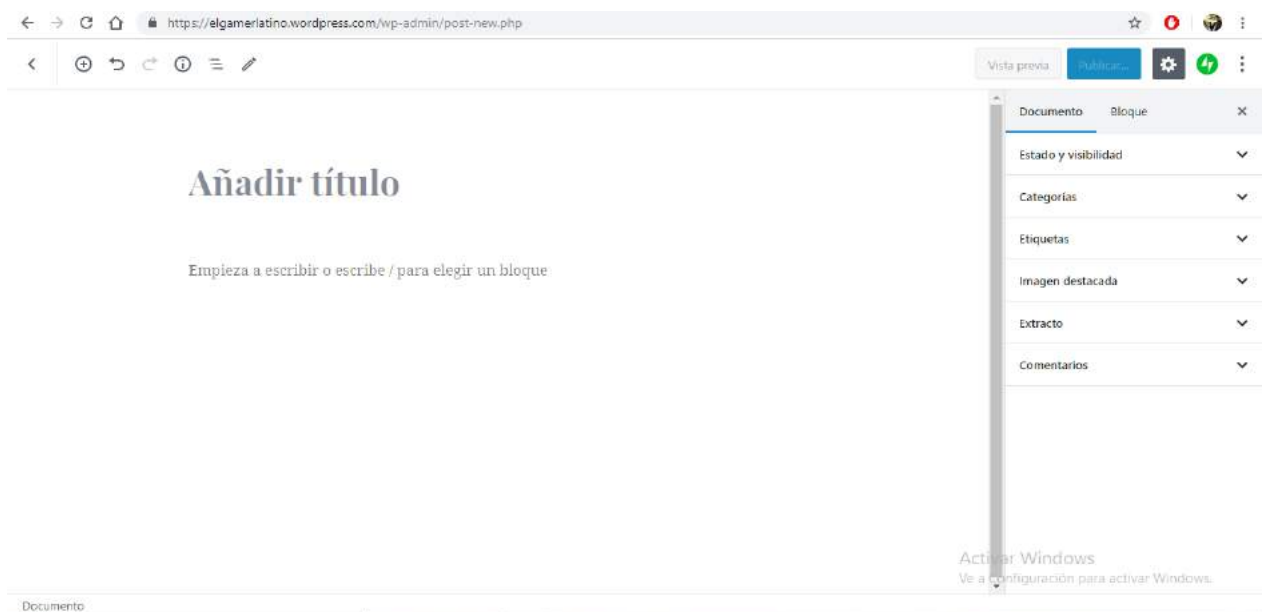 https://elgamerlatino.wordpress.com/wp-admin/post-new.php
Vista previa
Publicar...
Documento Bloque
Estado y visibilidad
Añadir título
Categorías
Etiquetas
Empieza a escribir o escribe / para elegir un bloque
Imagen destacada
Extracto
Comentarios
Activar Windows
Ve a Configuración para activar Windows.
Documento